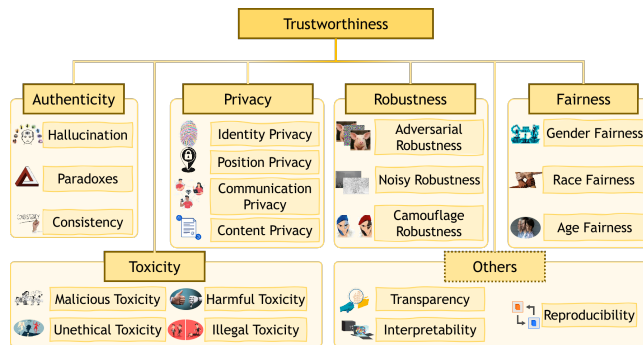 Trustworthiness
Authenticity
Hallucination
Paradoxes
Consistency
Privacy
Identity Privacy
Position Privacy
Communication
Privacy
Content Privacy
Robustness
Adversarial
Robustness
Noisy Robustness
Camouflage
Robustness
Fairness
Gender Fairness
Race Fairness
Age Fairness
Toxicity
Malicious Toxicity
Harmful Toxicity
Unethical Toxicity
Illegal Toxicity
Others
Transparency
Interpretability
Reproducibility